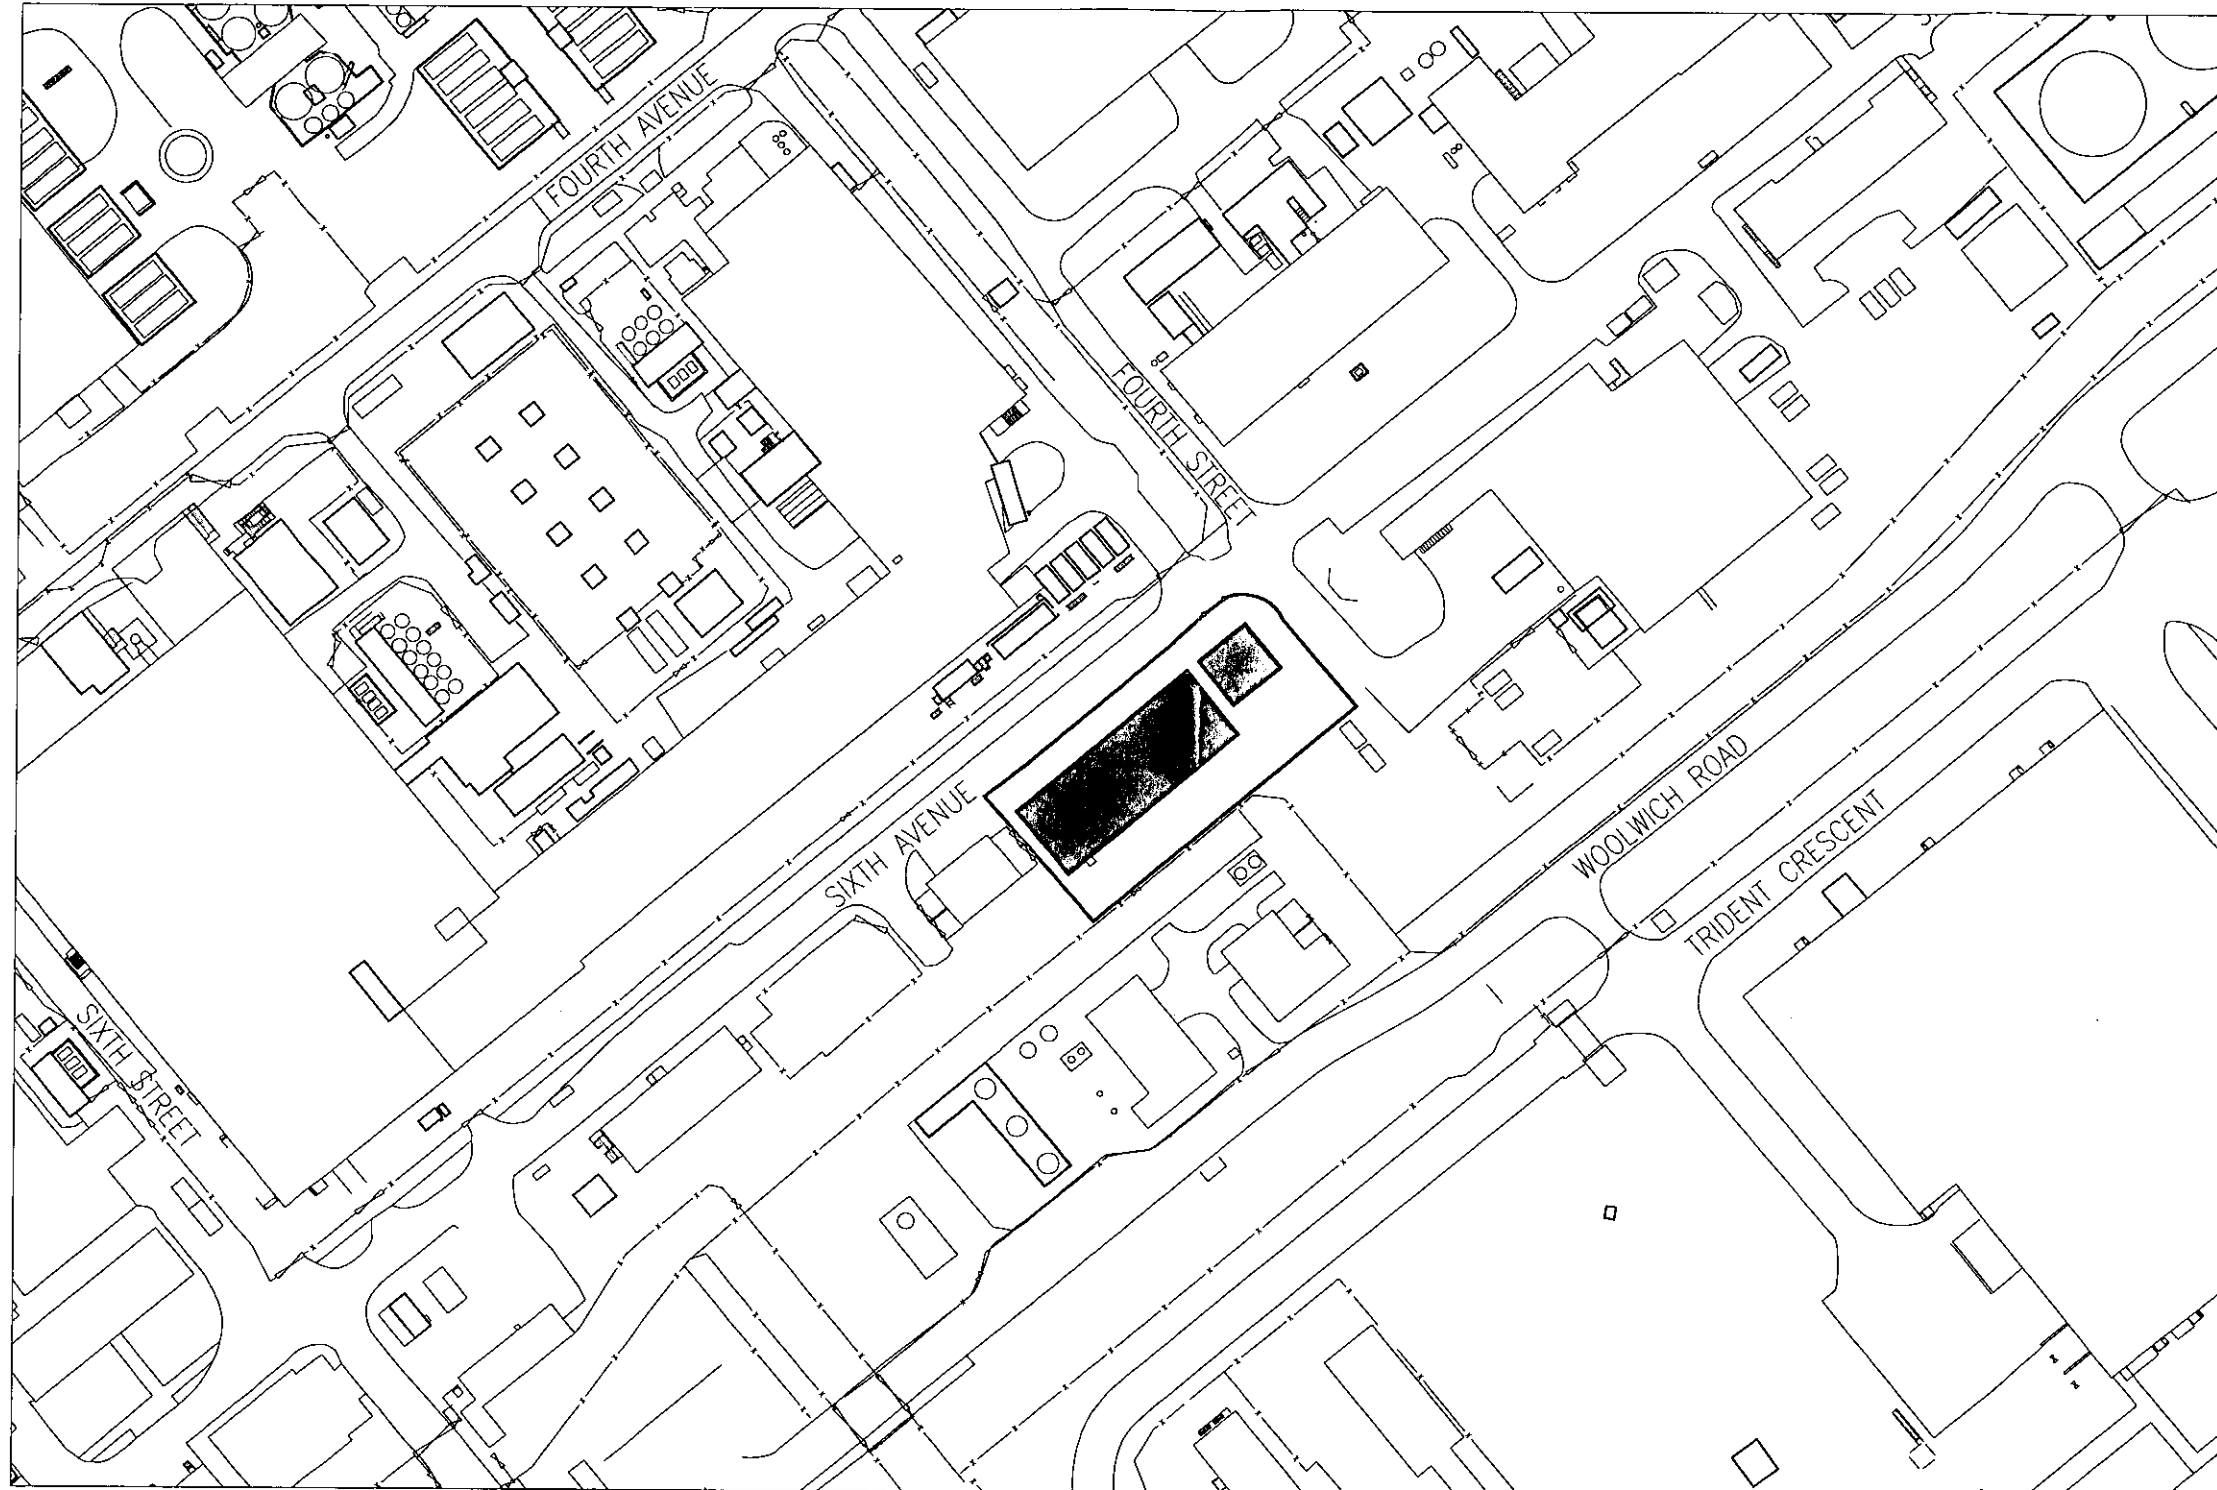 FOURTH AVENUE
FOURTH STREET
SIXTH AVENUE
WOOLWICH ROAD
TRIDENT CRESCENT
SIXTH STREET